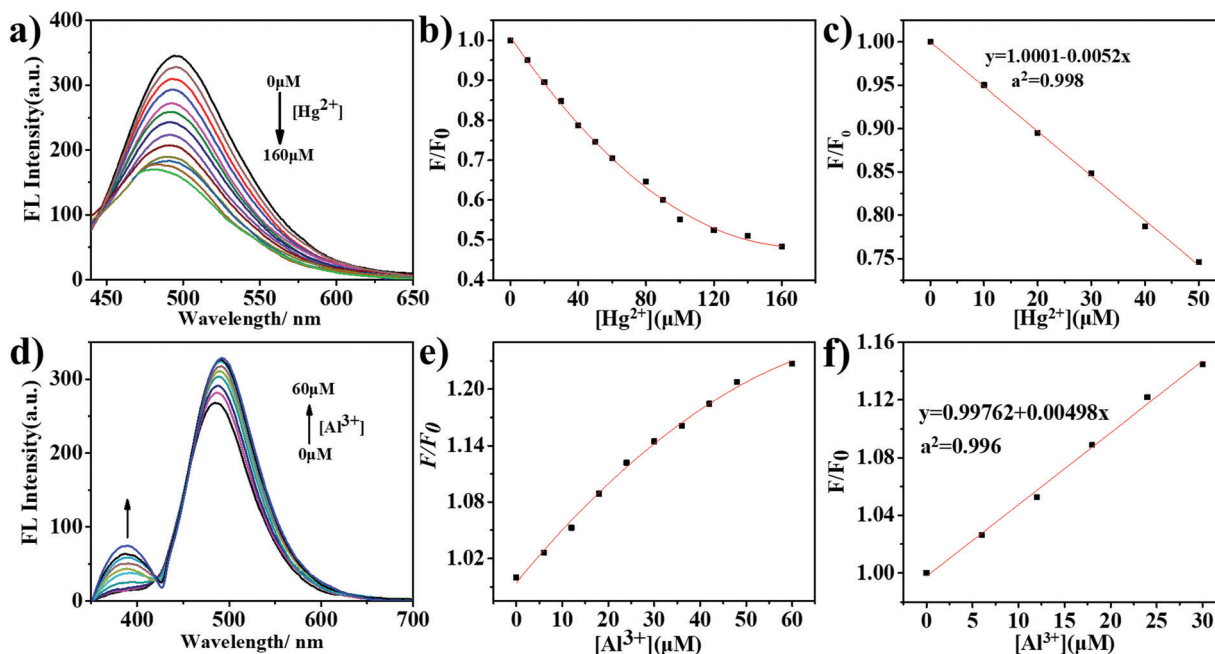 a)
400
300
200
100
0
FL Intensity(a.u.)
0μM
[Hg²⁺]
160μM
450 500 550 600 650
Wavelength/ nm
b)
1.0
0.9
0.8
0.7
0.6
0.5
0.4
F/F₀
0 40 80 120 160
[Hg²⁺](μM)
c)
1.00
0.95
0.90
0.85
0.80
0.75
F/F₀
y=1.0001-0.0052x
a²=0.998
0 10 20 30 40 50
[Hg²⁺](μM)
d)
300
200
100
0
FL Intensity(a.u.)
60μM
[Al³⁺]
0μM
400 500 600 700
Wavelength/ nm
e)
1.20
1.14
1.08
1.02
F/F₀
0 10 20 30 40 50 60
[Al³⁺](μM)
f)
1.16
1.12
1.08
1.04
1.00
F/F₀
y=0.99762+0.00498x
a²=0.996
0 5 10 15 20 25 30
[Al³⁺](μM)